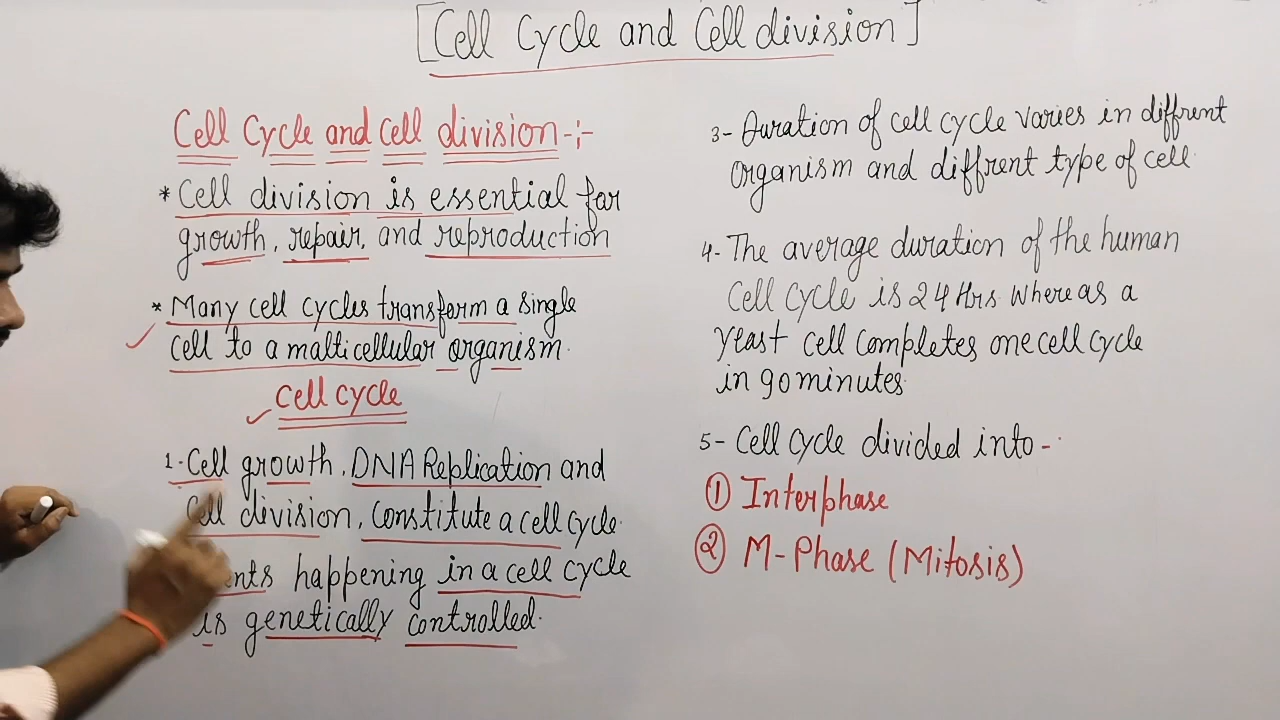 [Cell Cycle and Cell division]
Cell Cycle and cell division-:-
* Cell division is essential for
growth, repair, and reproduction
* Many cell cycles transform a single
cell to a malticellular organism.
Cell cycle
1- Cell growth, DNA Replication and
Cell division, Constitute a cell cycle.
happening in a cell cycle
is genetically controlled.
3- Duration of cell cycle varies in diffrent
organism and diffrent type of cell.
4- The average duration of the human
Cell Cycle is 24 Hrs whereas a
yeast cell completes one cell cycle
in 90 minutes.
5- Cell Cycle divided into-
① Interphase
② M-Phase (Mitosis)